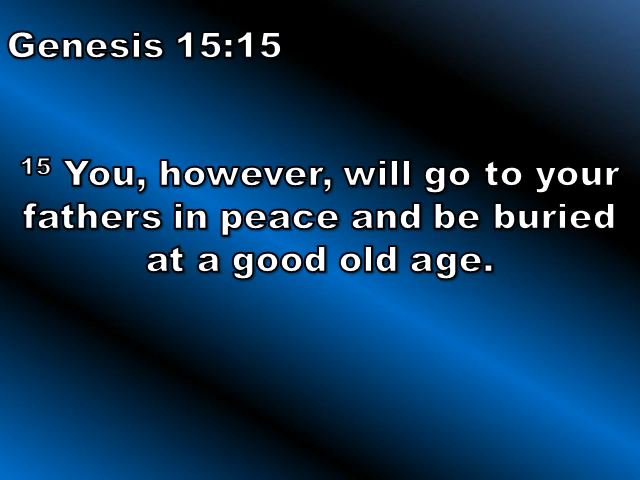 Genesis 15:15
15 You, however, will go to your
fathers in peace and be buried
at a good old age.